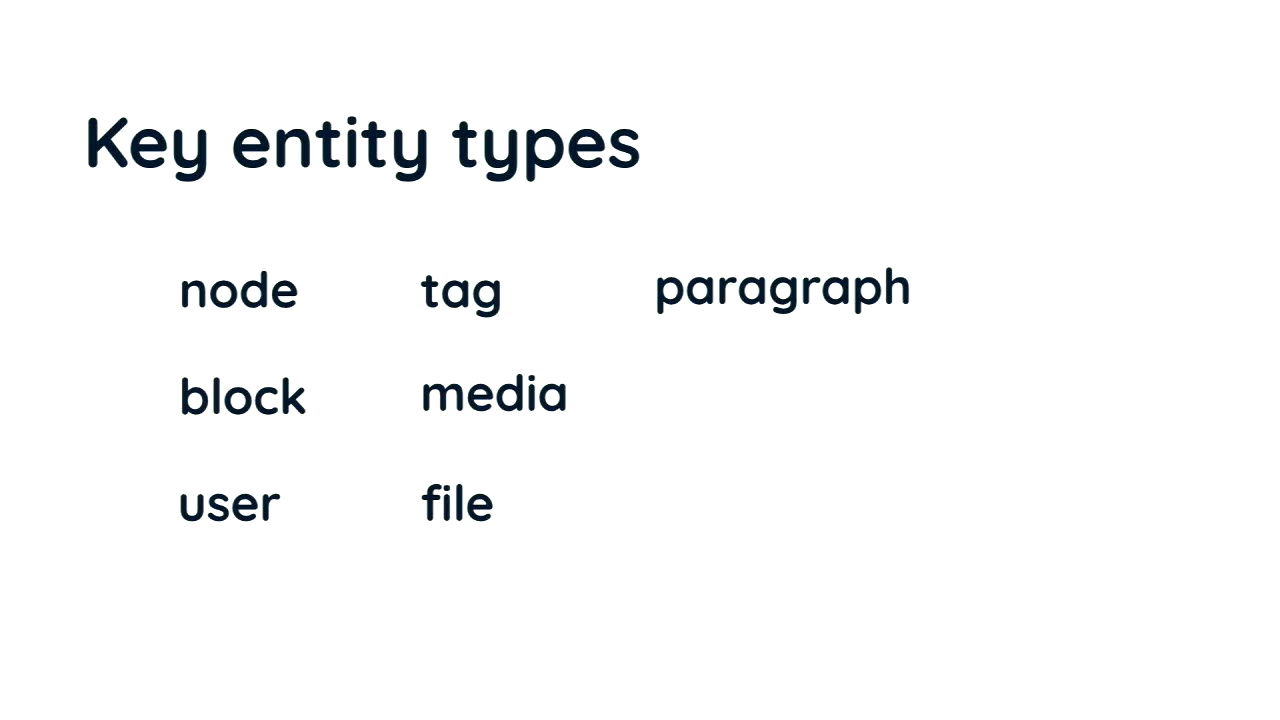 Key entity types
node tag paragraph
block media
user file